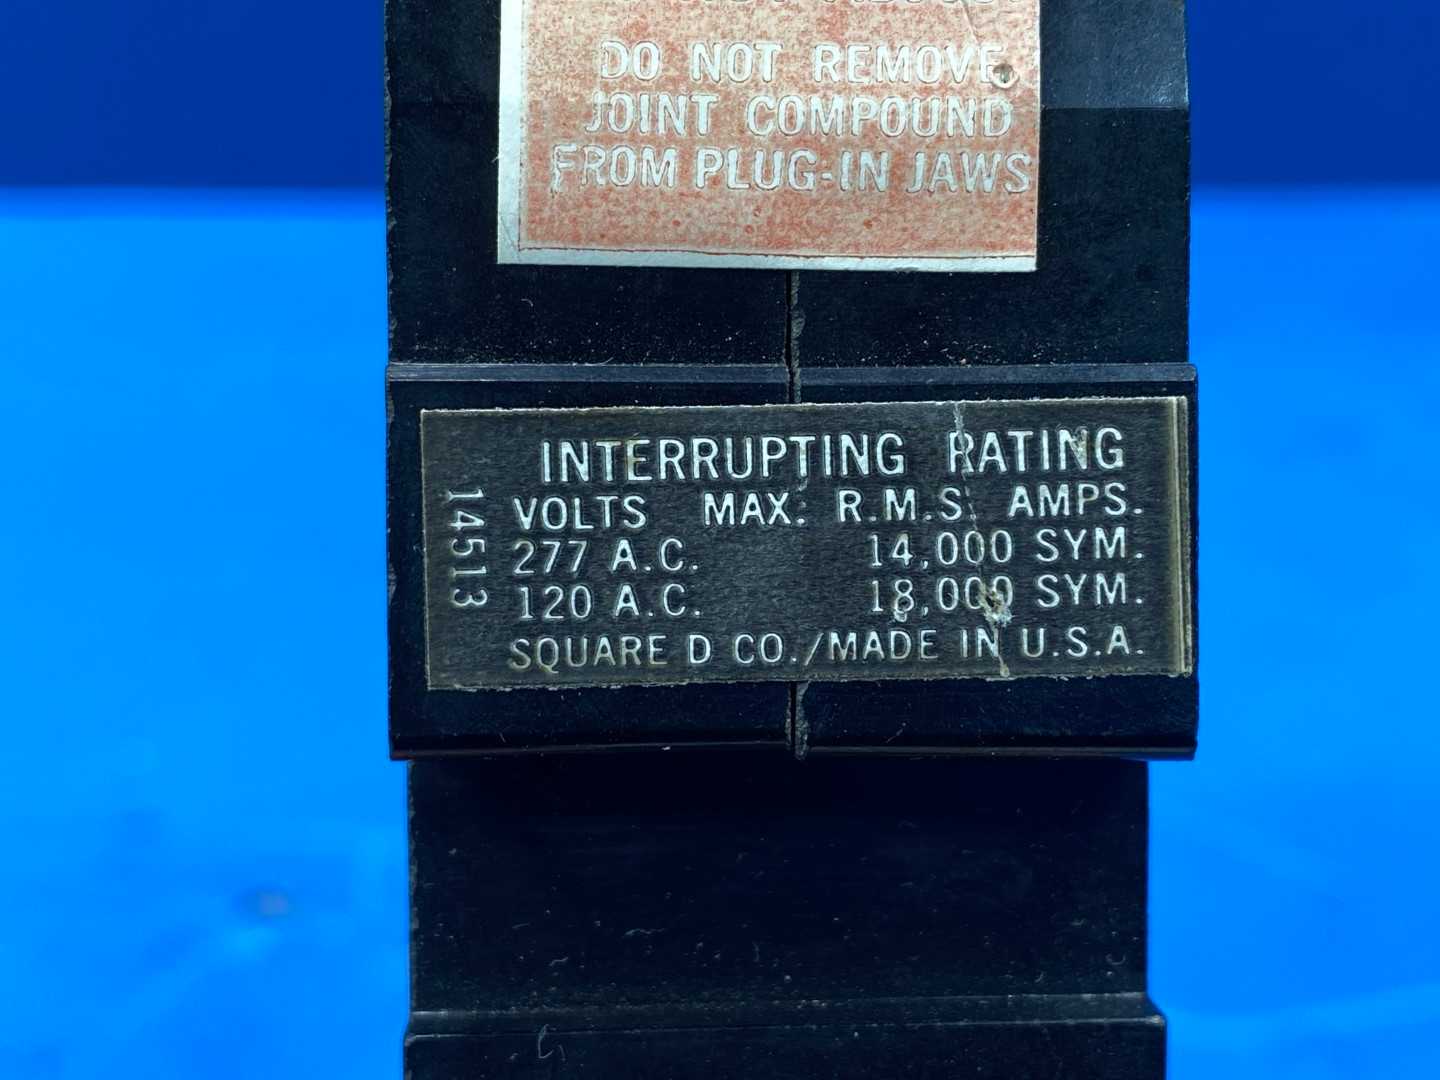 DO NOT REMOVE
JOINT COMPOUND
FROM PLUG-IN JAWS
INTERRUPTING RATING
VOLTS MAX. R.M.S. AMPS.
277 A.C. 14,000 SYM.
120 A.C. 18,000 SYM.
SQUARE D CO./MADE IN U.S.A.
14513